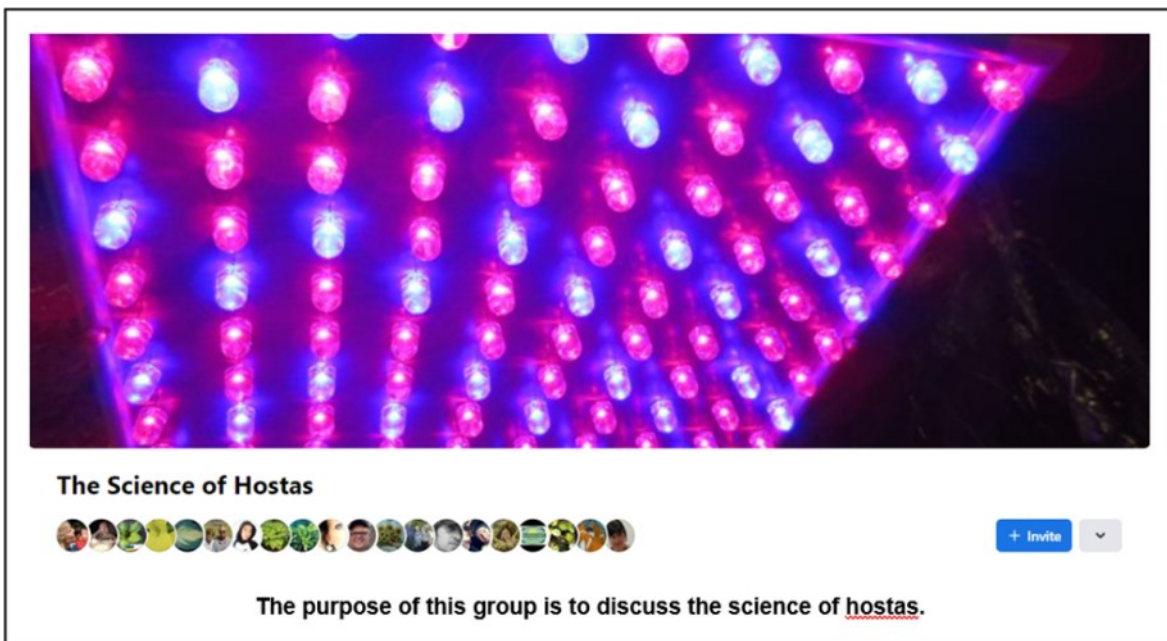 The Science of Hostas
+ Invite
The purpose of this group is to discuss the science of hostas.